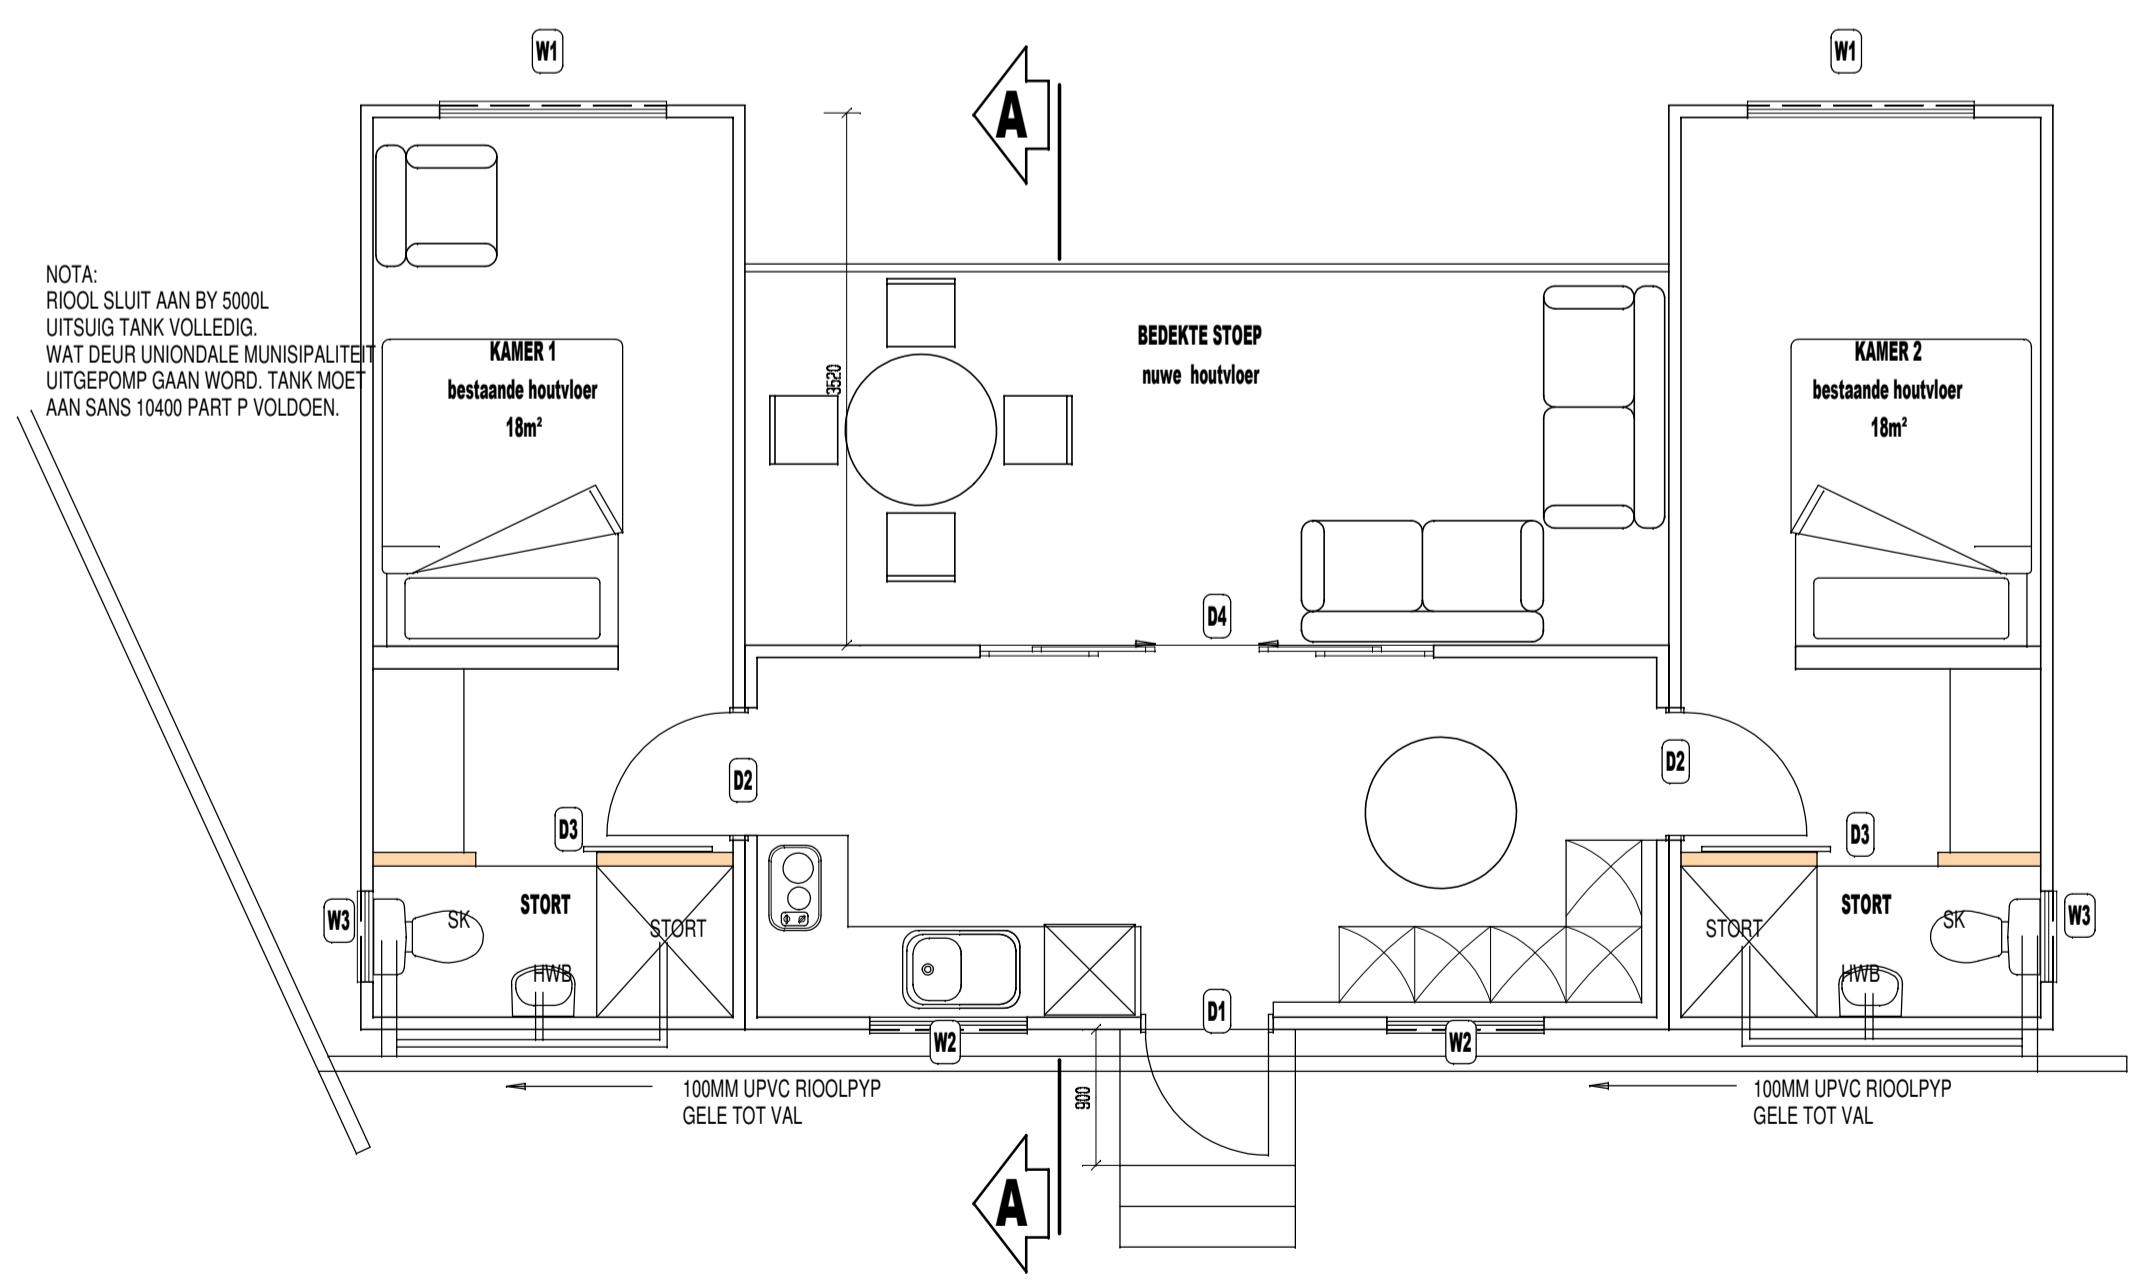 W1
W1
A
NOTA:
RIOOL SLUIT AAN BY 5000L
UITSUIG TANK VOLLEDIG.
WAT DEUR UNIONDALE MUNISIPALITEIT
UITGEPOMP GAAN WORD. TANK MOET
AAN SANS 10400 PART P VOLDOEN.
KAMER 1
bestaande houtvloer
18m²
3520
BEDEKTE STOEP
nuwe houtvloer
KAMER 2
bestaande houtvloer
18m²
D4
D2
D2
D3
D3
W3
SK
STORT
STORT
HWB
STORT
STORT
SK
HWB
W3
W2
D1
W2
900
100MM UPVC RIOOLPYP
GELE TOT VAL
100MM UPVC RIOOLPYP
GELE TOT VAL
A